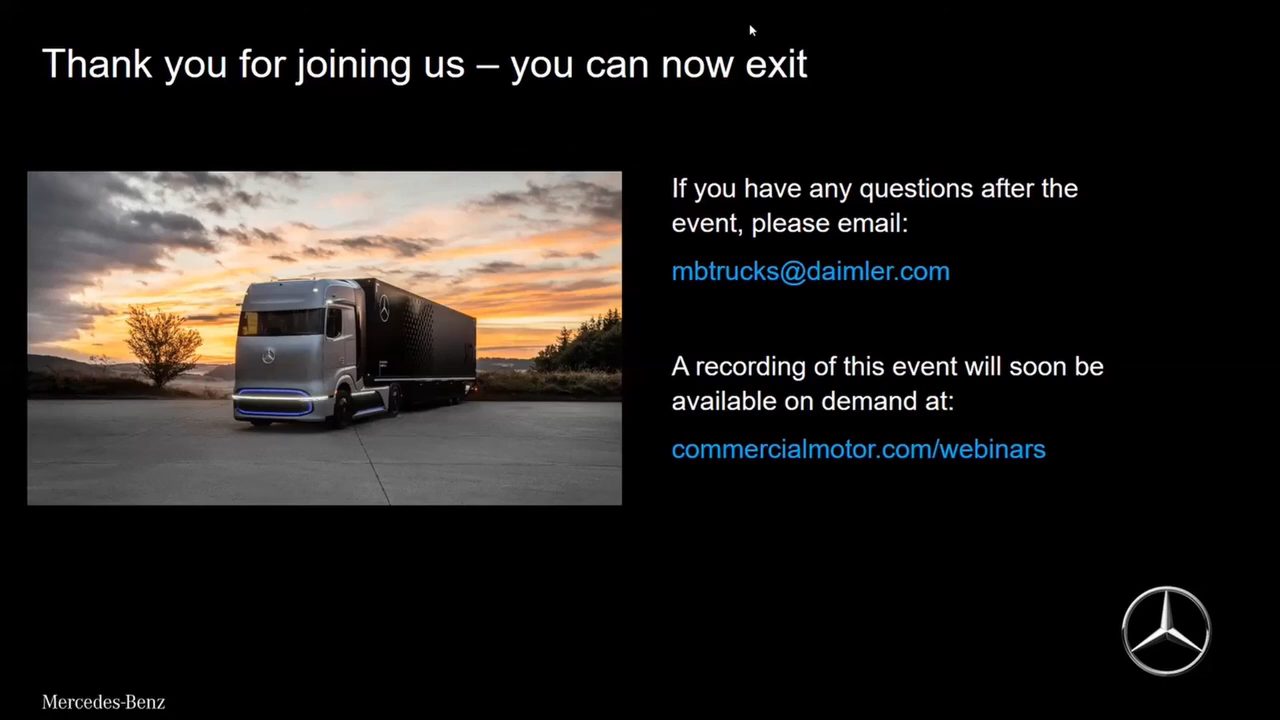 Thank you for joining us – you can now exit
If you have any questions after the
event, please email:
mbtrucks@daimler.com
A recording of this event will soon be
available on demand at:
commercialmotor.com/webinars
Mercedes-Benz